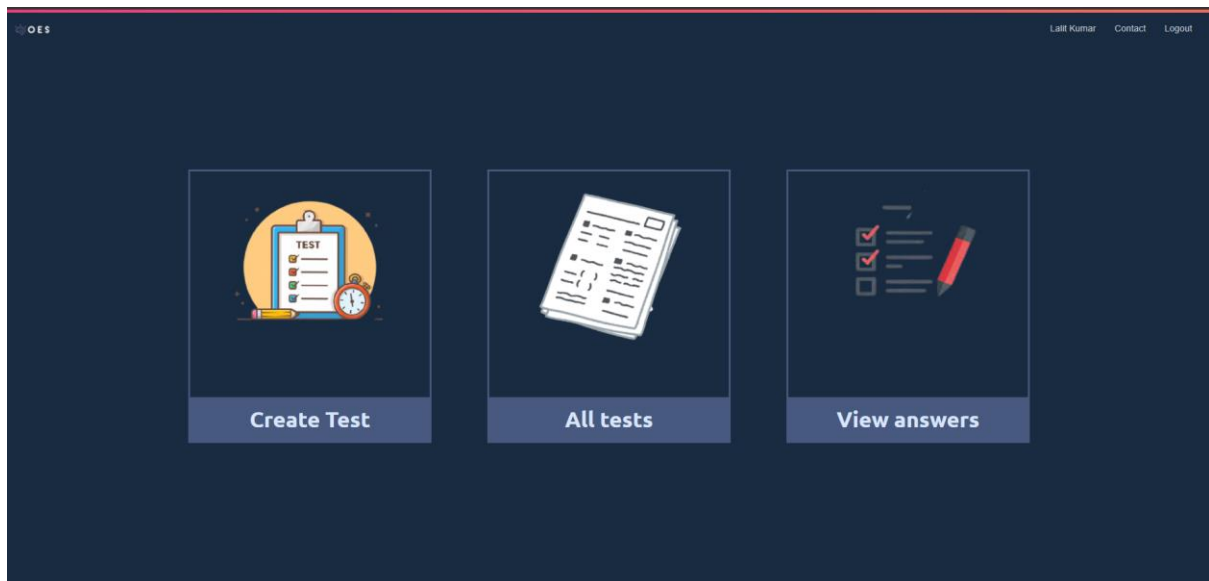 OES
Lalit Kumar Contact Logout
TEST
Create Test
All tests
View answers